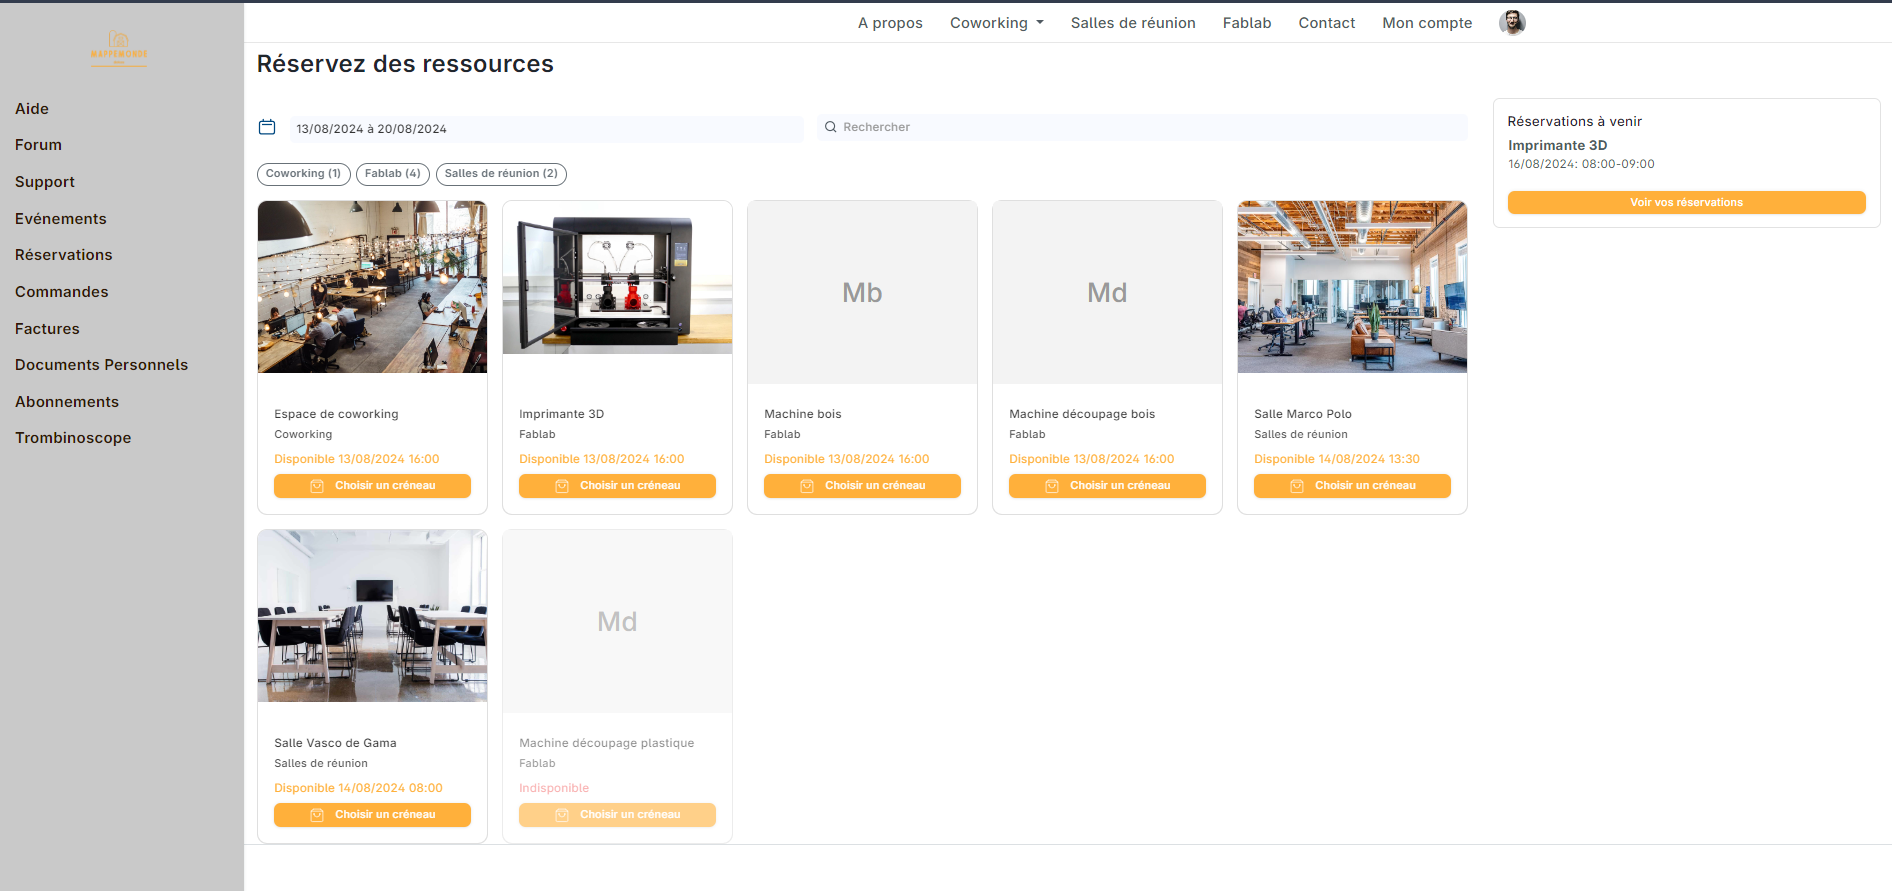 MAPPEMONDE
Aide
Forum
Support
Evénements
Réservations
Commandes
Factures
Documents Personnels
Abonnements
Trombinoscope
A propos Coworking Salles de réunion Fablab Contact Mon compte
Réservez des ressources
13/08/2024 à 20/08/2024 Rechercher
Coworking (1) Fablab (4) Salles de réunion (2)
Espace de coworking
Coworking
Disponible 13/08/2024 16:00
Choisir un créneau
Imprimante 3D
Fablab
Disponible 13/08/2024 16:00
Choisir un créneau
Mb
Machine bois
Fablab
Disponible 13/08/2024 16:00
Choisir un créneau
Md
Machine découpage bois
Fablab
Disponible 13/08/2024 16:00
Choisir un créneau
Salle Marco Polo
Salles de réunion
Disponible 14/08/2024 13:30
Choisir un créneau
Salle Vasco de Gama
Salles de réunion
Disponible 14/08/2024 08:00
Choisir un créneau
Md
Machine découpage plastique
Fablab
Indisponible
Choisir un créneau
Réservations à venir
Imprimante 3D
16/08/2024: 08:00-09:00
Voir vos réservations